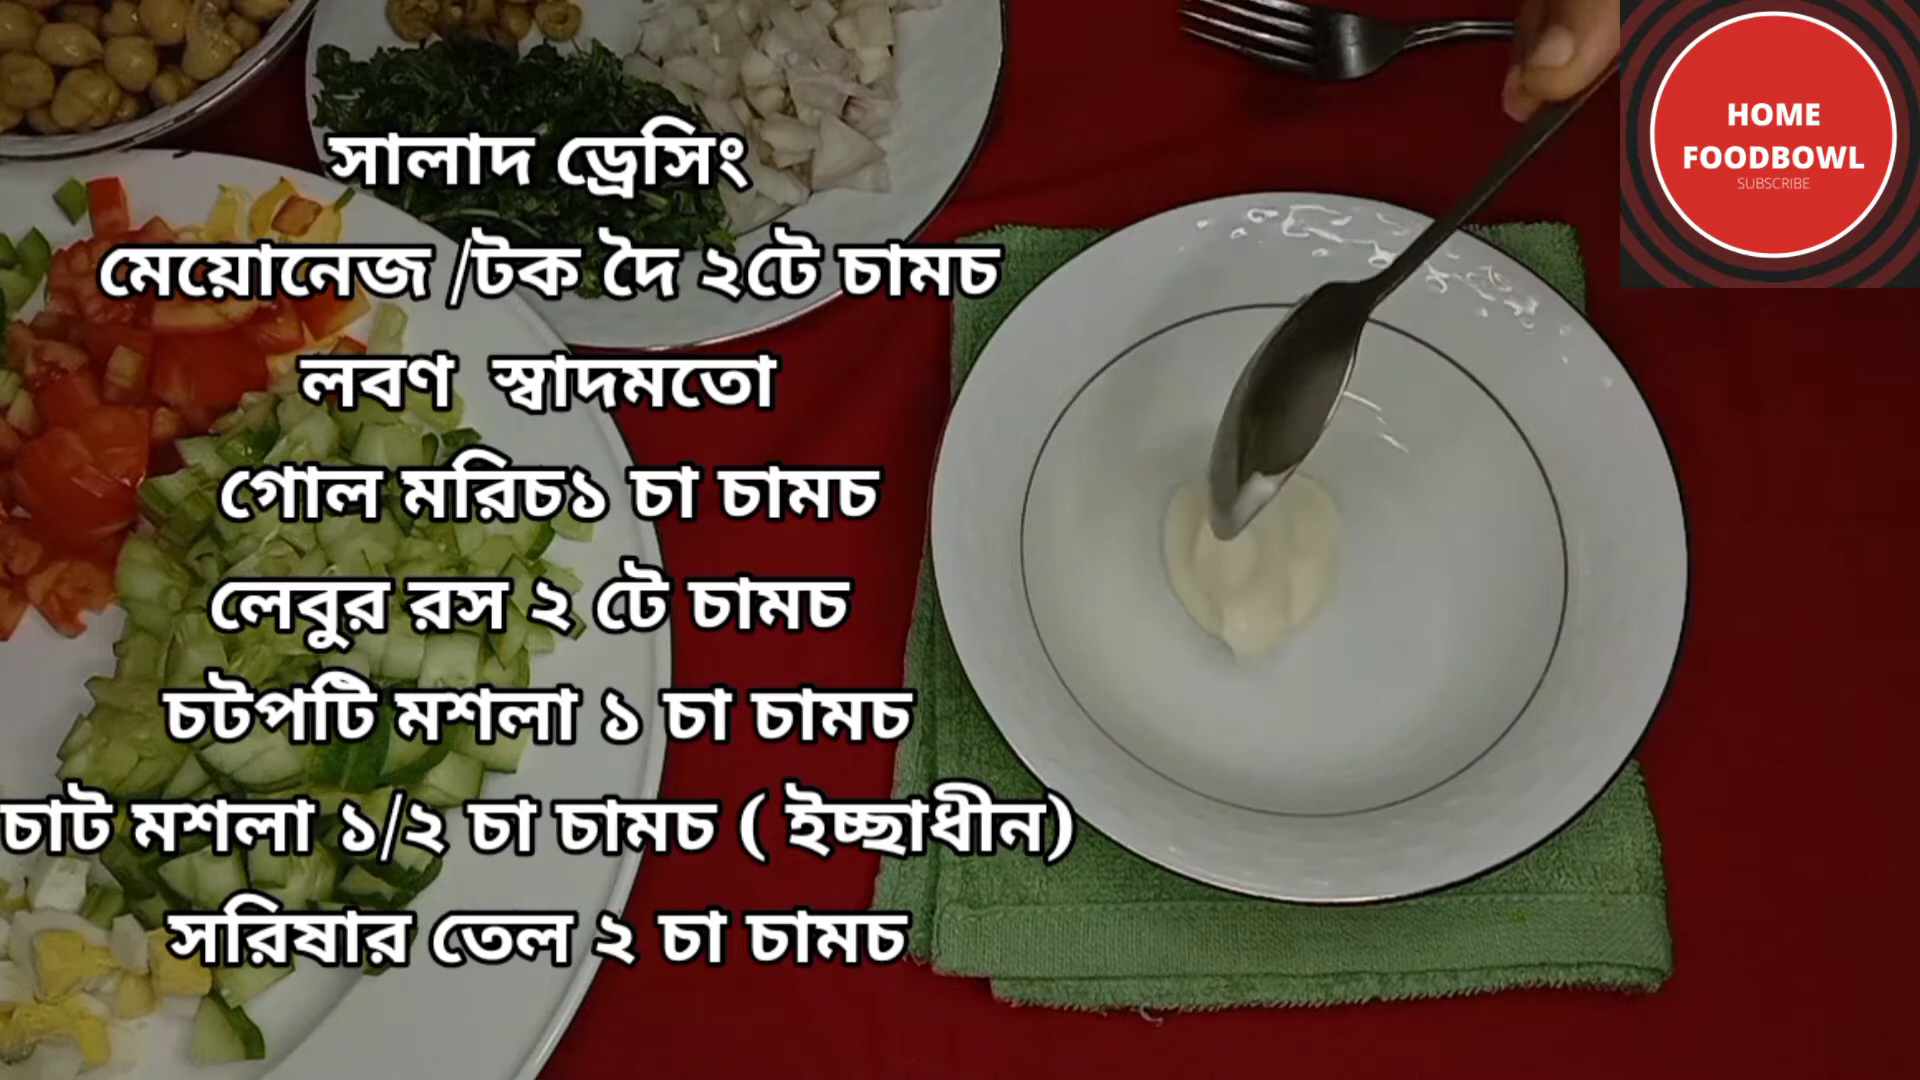 সালাদ ড্রেসিং
মেয়োনেজ /টক দৈ ২টে চামচ
লবণ  স্বাদমতো
গোল মরিচ১ চা চামচ
লেবুর রস ২ টে চামচ
চটপটি মশলা ১ চা চামচ
চাট মশলা ১/২ চা চামচ ( ইচ্ছাধীন)
সরিষার তেল ২ চা চামচ
HOME
FOODBOWL
SUBSCRIBE